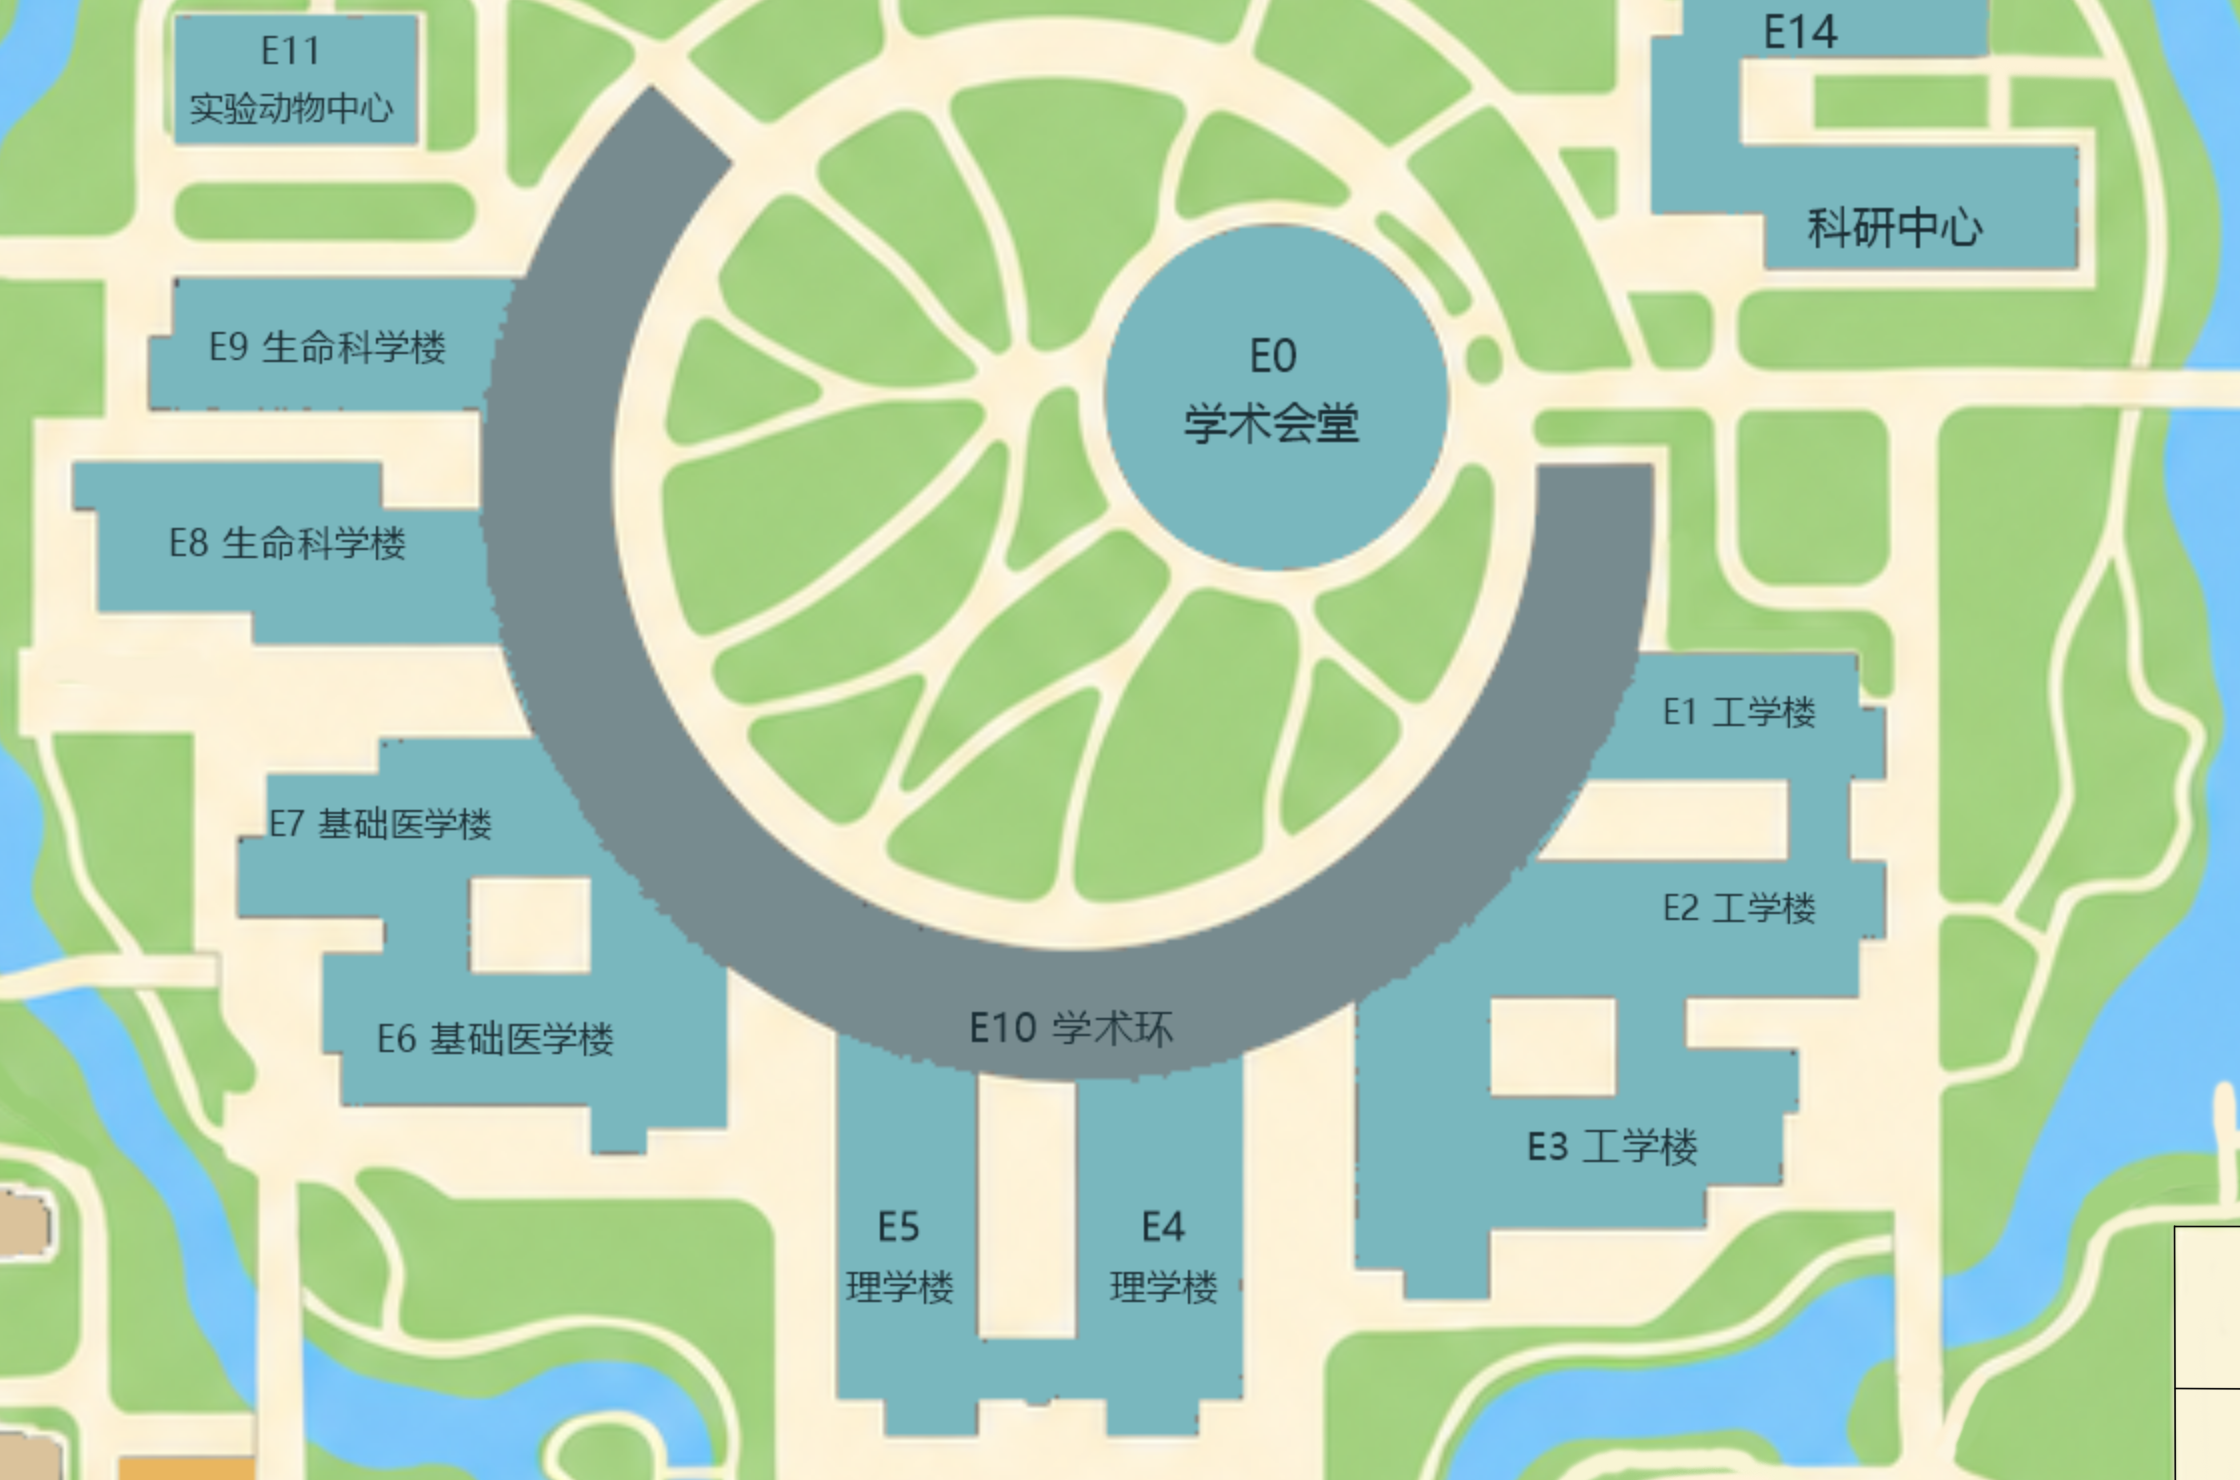 E11
实验动物中心
E14
科研中心
E9 生命科学楼
E0
学术会堂
E8 生命科学楼
E1 工学楼
E7 基础医学楼
E2 工学楼
E10 学术环
E6 基础医学楼
E3 工学楼
E5
理学楼
E4
理学楼